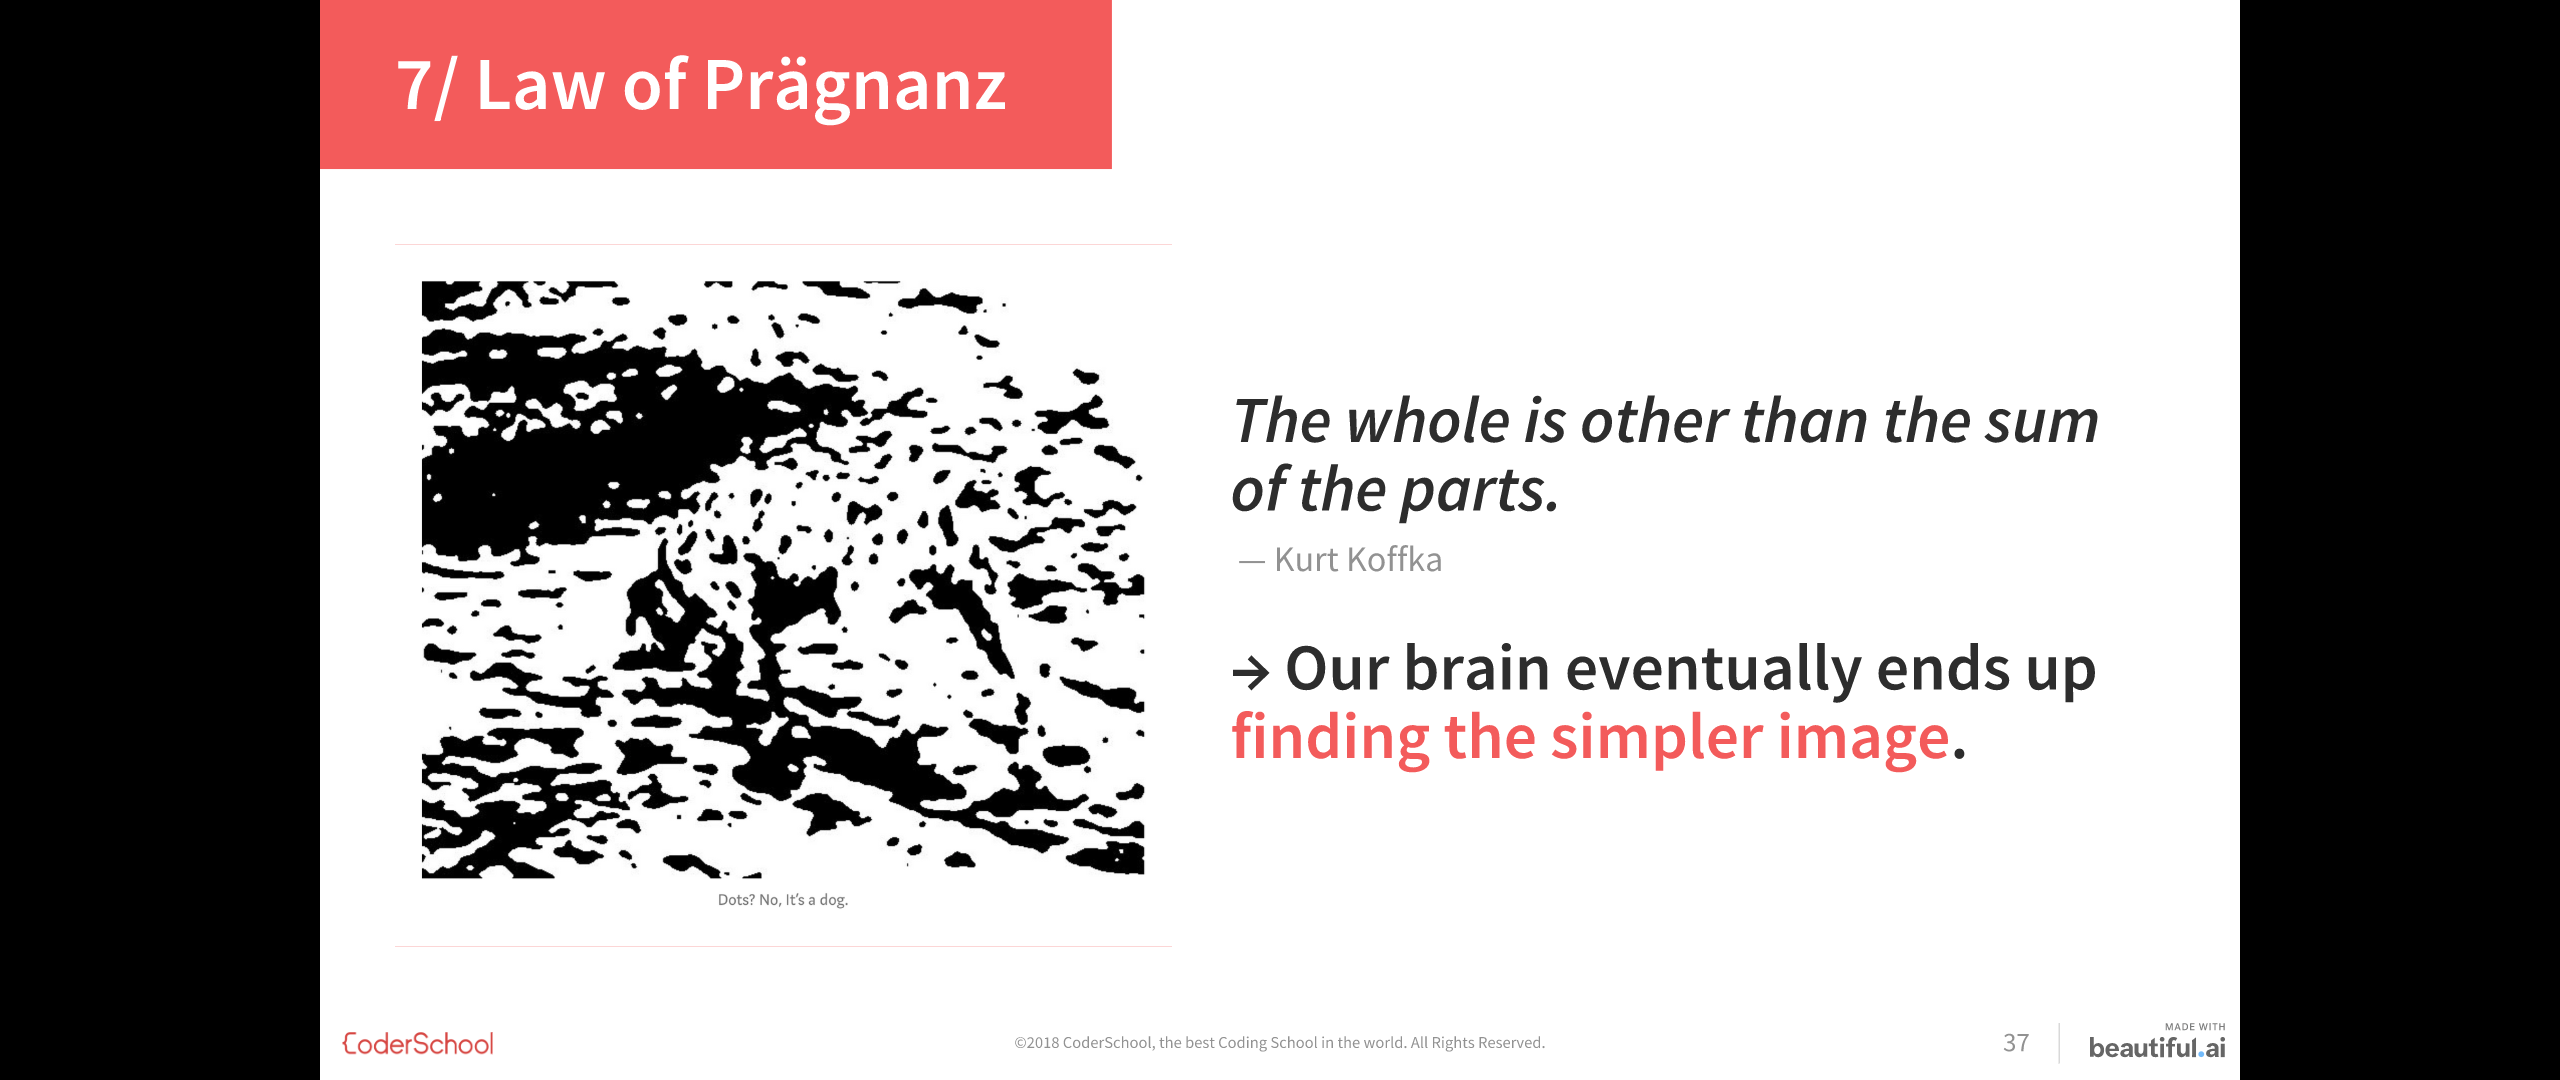 7/ Law of Prägnanz
Dots? No, It's a dog.
The whole is other than the sum
of the parts.
— Kurt Koffka
→ Our brain eventually ends up
finding the simpler image.
CoderSchool
©2018 CoderSchool, the best Coding School in the world. All Rights Reserved.
37
MADE WITH
beautiful.ai